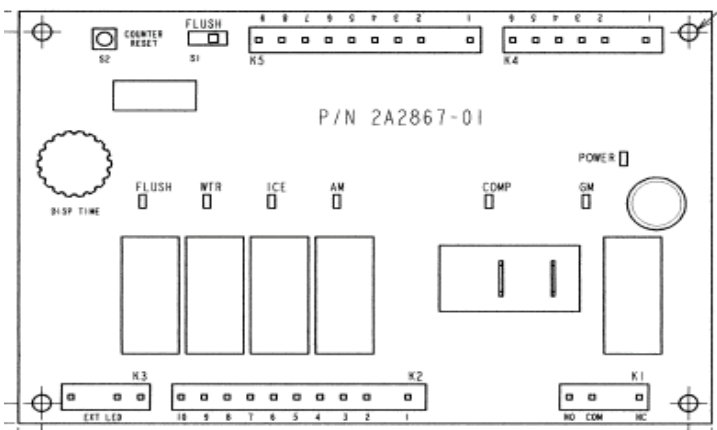 FLUSH
COUNTER
RESET
S2
S1
9 8 7 6 5 4 3 2 1
K5
6 5 4 3 2 1
K4
P/N 2A2867-01
POWER
DISP TIME
FLUSH WTR ICE AM COMP GM
K3
EXT LED
K2
10 9 8 7 6 5 4 3 2 1
K1
NO COM NC